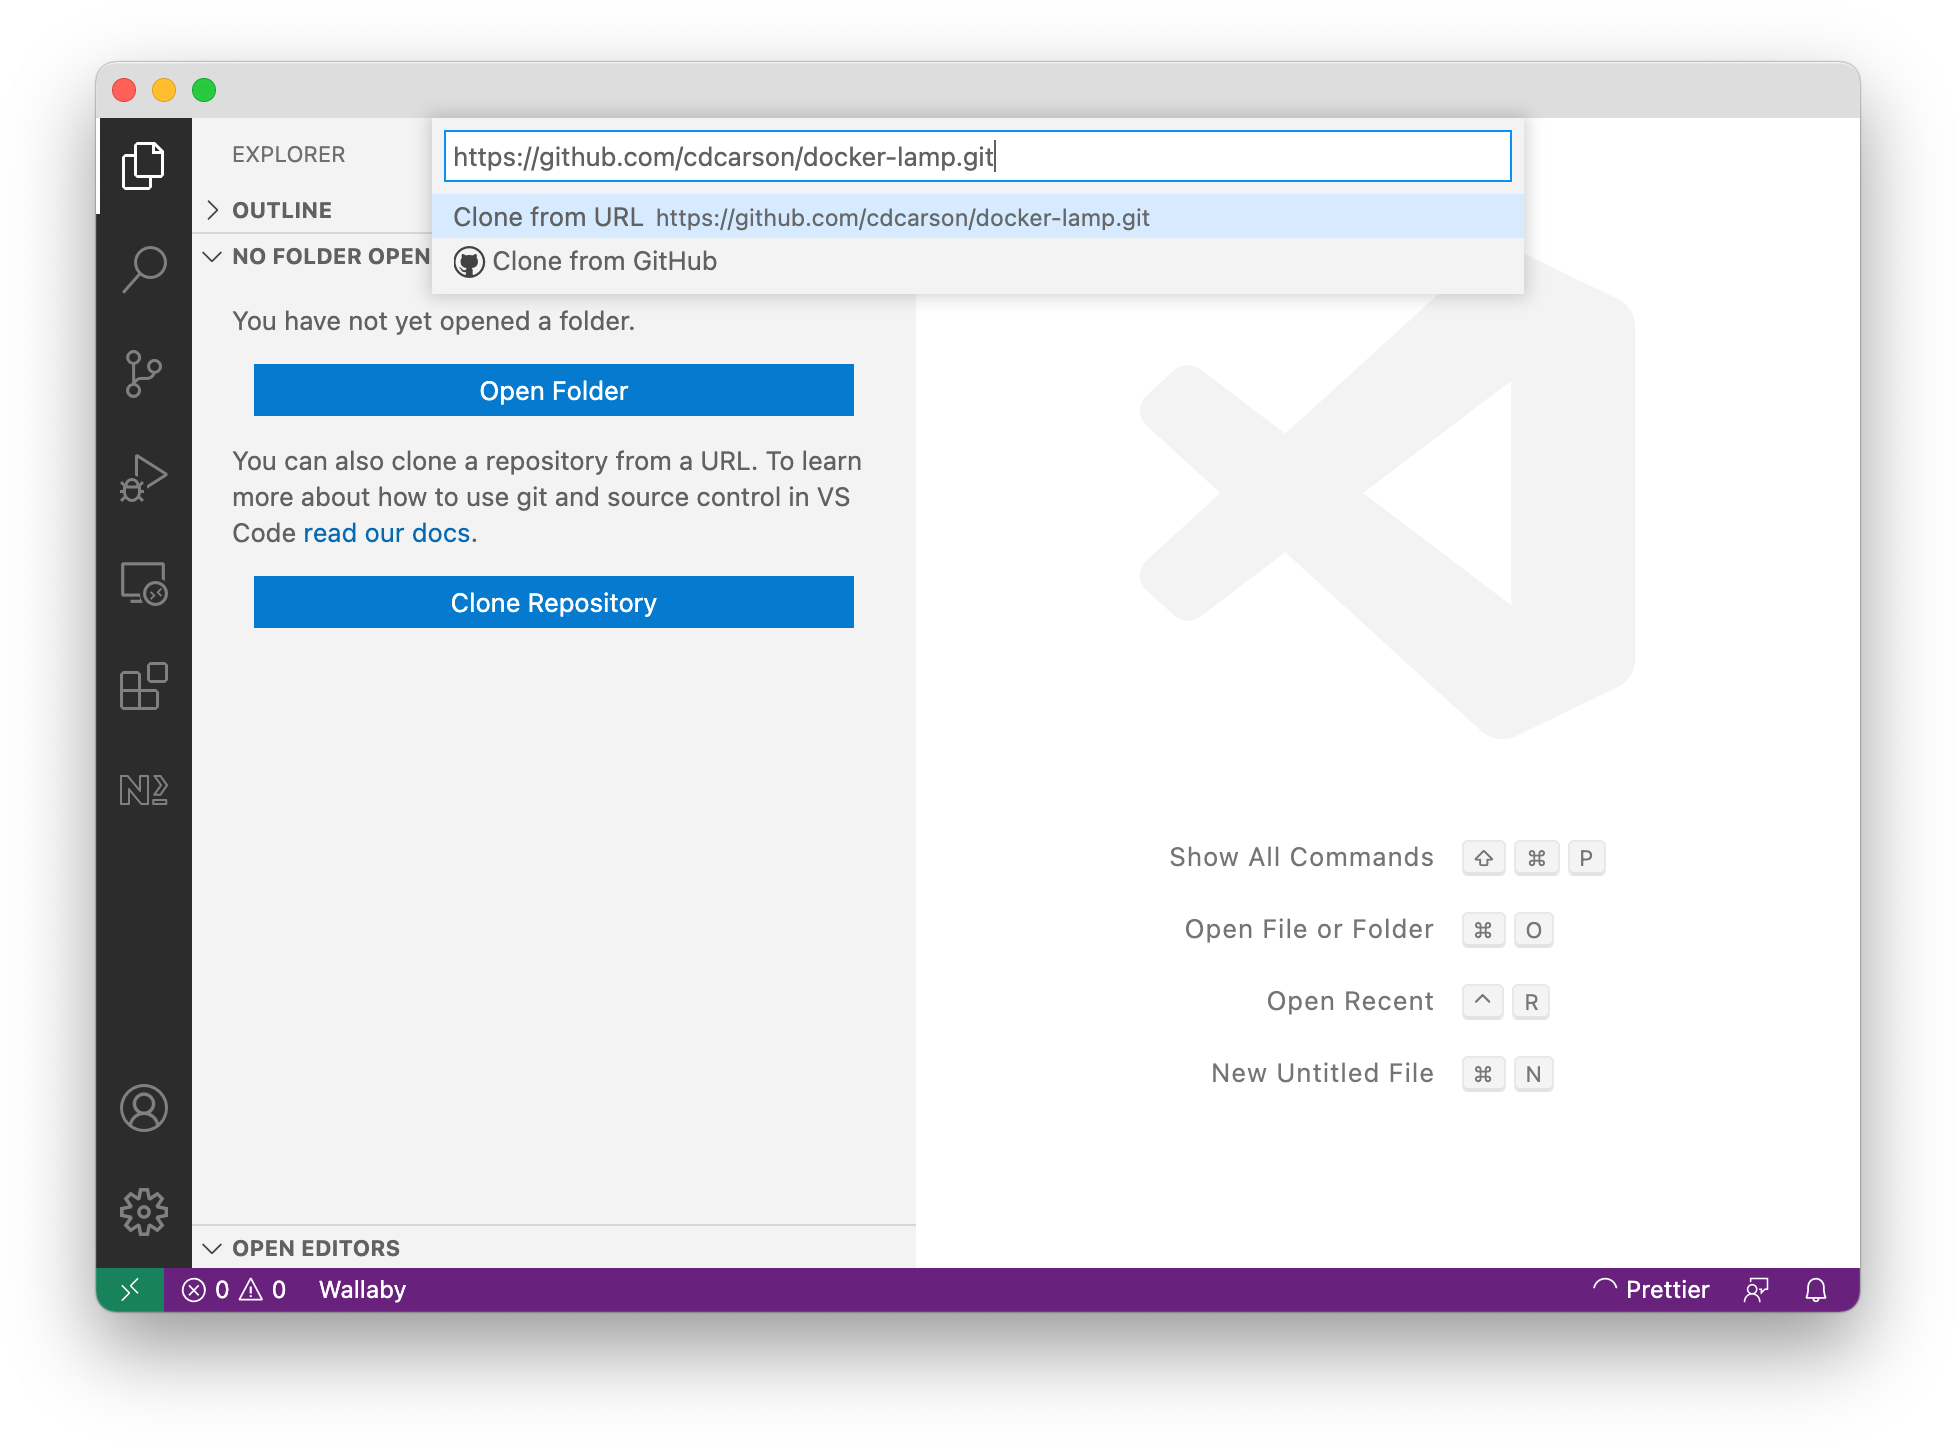 https://github.com/cdcarson/docker-lamp.git
Clone from URL https://github.com/cdcarson/docker-lamp.git
Clone from GitHub
EXPLORER
OUTLINE
NO FOLDER OPEN
You have not yet opened a folder.
Open Folder
You can also clone a repository from a URL. To learn
more about how to use git and source control in VS
Code read our docs.
Clone Repository
OPEN EDITORS
Show All Commands ⇧ ⌘ P
Open File or Folder ⌘ O
Open Recent ^ R
New Untitled File ⌘ N
0 0 Wallaby
Prettier